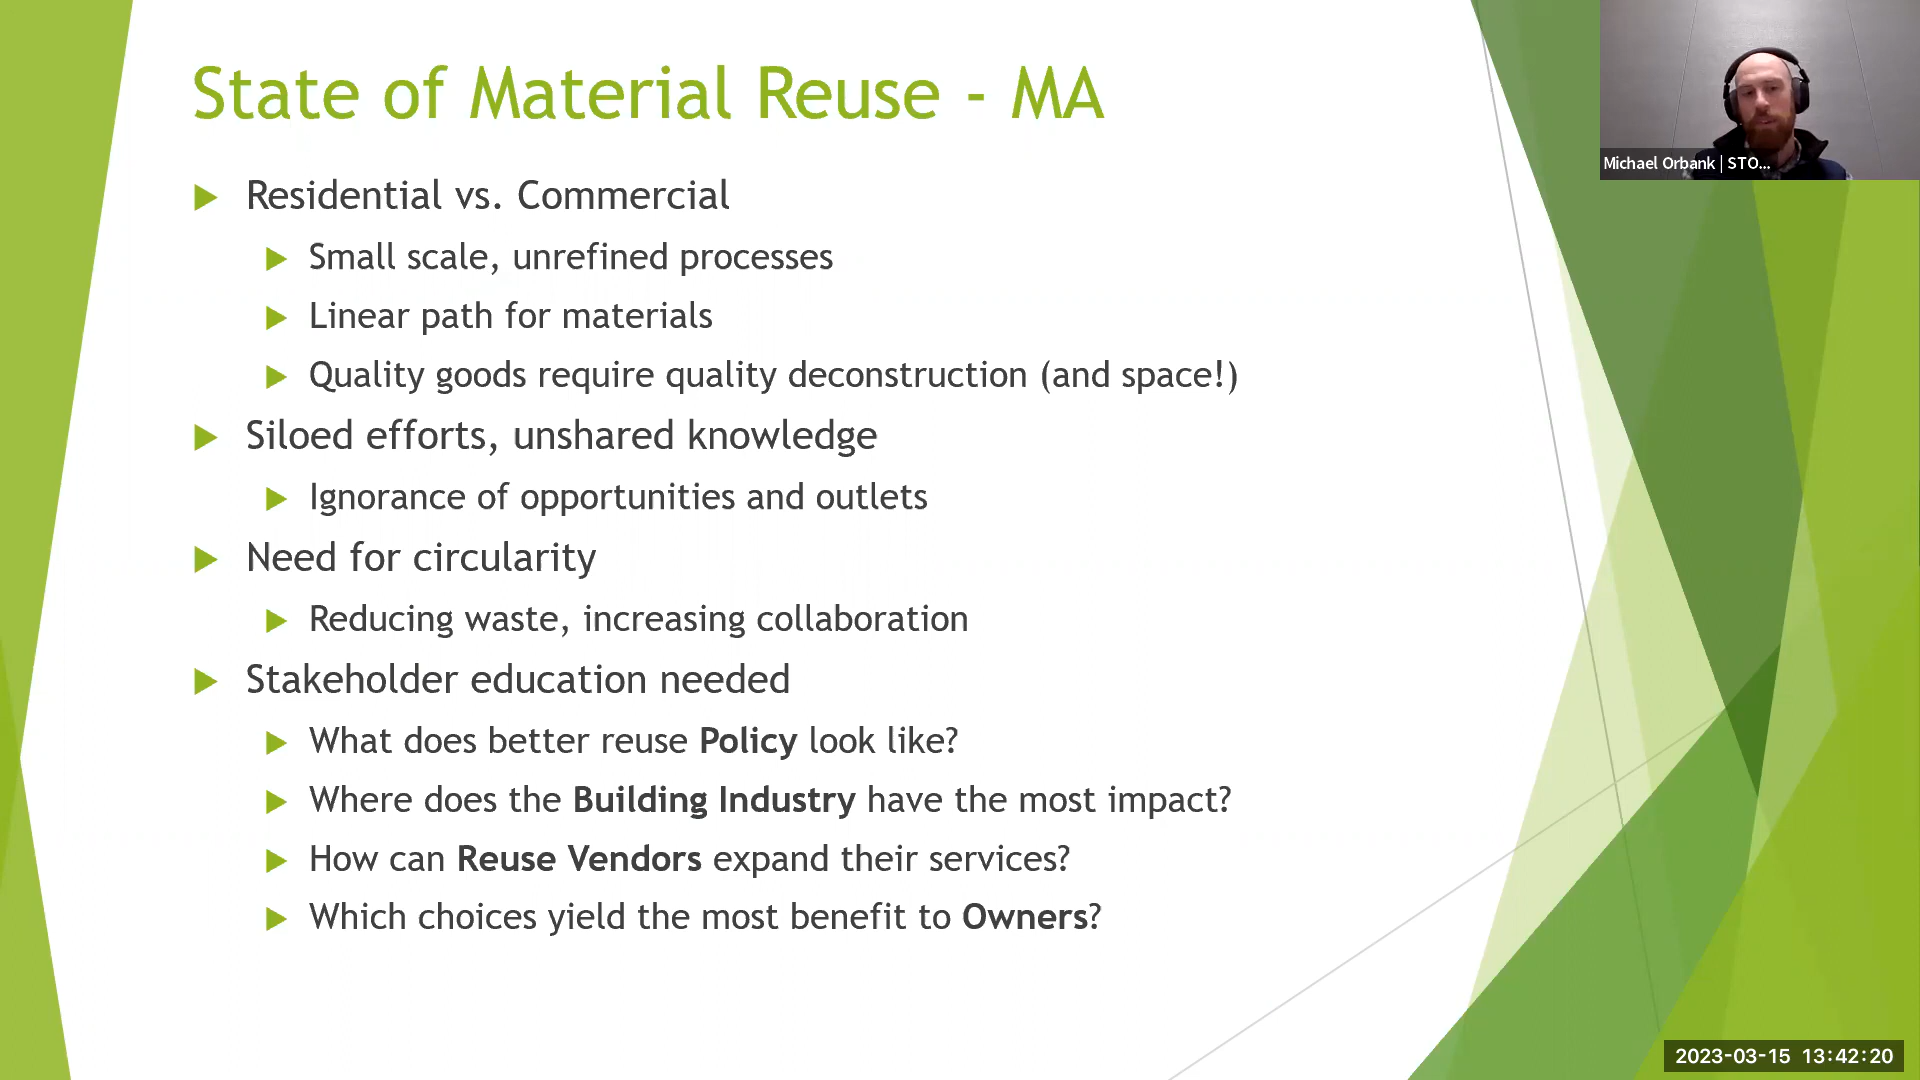 State of Material Reuse - MA
Residential vs. Commercial
Small scale, unrefined processes
Linear path for materials
Quality goods require quality deconstruction (and space!)
Siloed efforts, unshared knowledge
Ignorance of opportunities and outlets
Need for circularity
Reducing waste, increasing collaboration
Stakeholder education needed
What does better reuse Policy look like?
Where does the Building Industry have the most impact?
How can Reuse Vendors expand their services?
Which choices yield the most benefit to Owners?
Michael Orbank | STO...
2023-03-15 13:42:20